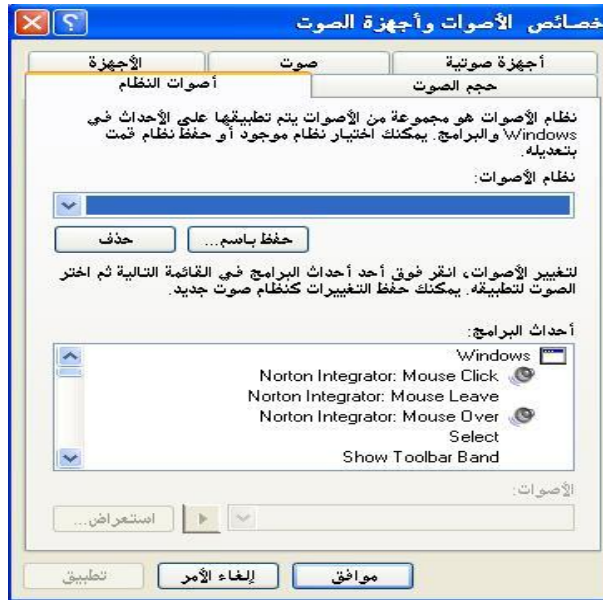 خصائص الأصوات وأجهزة الصوت
أجهزة صوتية
صوت
الأجهزة
حجم الصوت
أصوات النظام
نظام الأصوات هو مجموعة من الأصوات يتم تطبيقها على الأحداث في
Windows والبرامج. يمكنك اختيار نظام موجود أو حفظ نظام قمت
بتعديله.
نظام الأصوات:
حفظ باسم...
حذف
لتغيير الأصوات، انقر فوق أحد أحداث البرامج في القائمة التالية ثم اختر
الصوت لتطبيقه. يمكنك حفظ التغييرات كنظام صوت جديد.
أحداث البرامج:
Windows
Norton Integrator: Mouse Click
Norton Integrator: Mouse Leave
Norton Integrator: Mouse Over
Select
Show Toolbar Band
الأصوات:
استعراض...
موافق
إلغاء الأمر
تطبيق